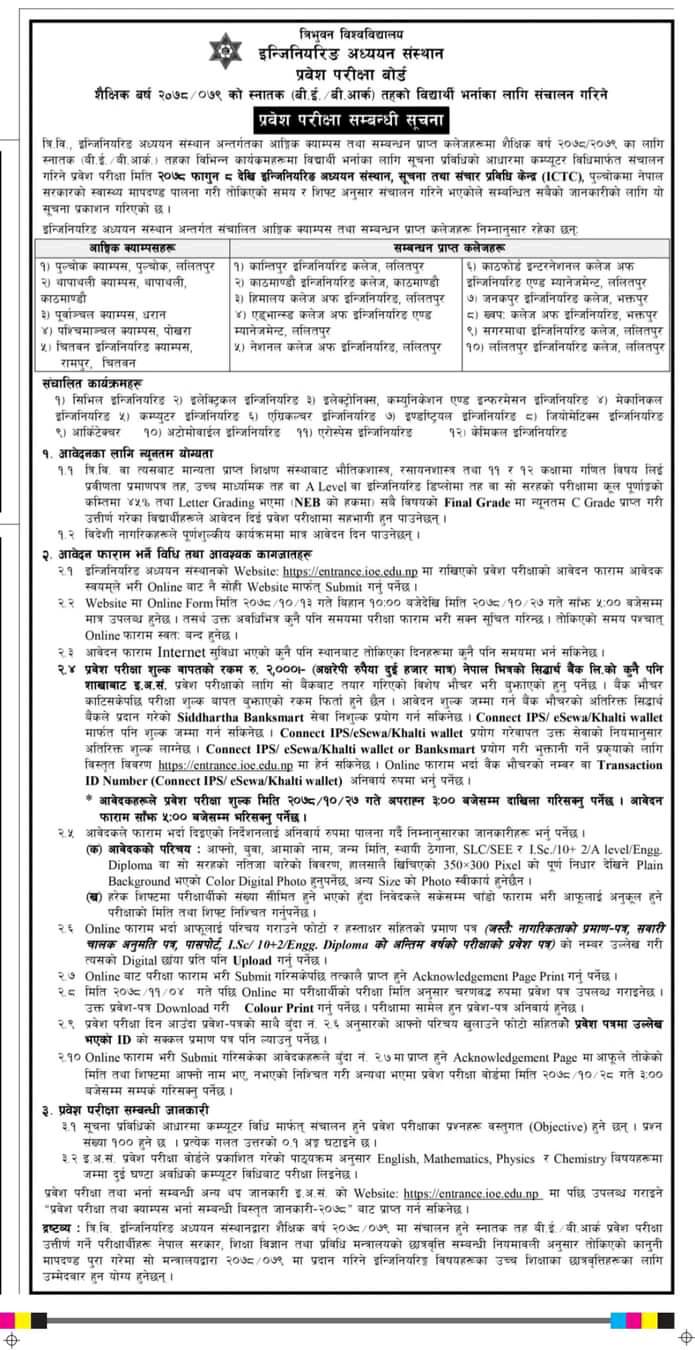 त्रिभुवन विश्वविद्यालय
इन्जिनियरिङ अध्ययन संस्थान
प्रवेश परीक्षा बोर्ड
शैक्षिक बर्ष २०७८/०७९ को स्नातक (बी.ई./बी.आर्क) तहको विद्यार्थी भर्नाका लागि संचालन गरिने
प्रवेश परीक्षा सम्बन्धी सूचना
त्रि.वि., इन्जिनियरिङ अध्ययन संस्थान अन्तर्गतका आङ्गिक क्याम्पस तथा सम्बन्धन प्राप्त कलेजहरूमा शैक्षिक वर्ष २०७८/२०७९ का लागि
स्नातक (बी.ई./बी.आर्क.) तहका विभिन्न कार्यक्रमहरूमा विद्यार्थी भर्नाका लागि सूचना प्रविधिको आधारमा कम्प्यूटर विधिमार्फत संचालन
गरिने प्रवेश परीक्षा मिति २०७८ फागुन ८ देखि इन्जिनियरिङ अध्ययन संस्थान, सूचना तथा संचार प्रविधि केन्द्र (ICTC), पुल्चोकमा नेपाल
सरकारको स्वास्थ्य मापदण्ड पालना गरी तोकिएको समय र शिफ्ट अनुसार संचालन गरिने भएकोले सम्बन्धित सबैको जानकारीको लागि यो
सूचना प्रकाशन गरिएको छ ।
इन्जिनियरिङ अध्ययन संस्थान अन्तर्गत संचालित आङ्गिक क्याम्पस तथा सम्बन्धन प्राप्त कलेजहरू निम्नानुसार रहेका छन्:
आङ्गिक क्याम्पसहरू
१) पुल्चोक क्याम्पस, पुल्चोक, ललितपुर
२) थापाथली क्याम्पस, थापाथली,
काठमाण्डौ
३) पूर्वाञ्चल क्याम्पस, धरान
४) पश्चिमाञ्चल क्याम्पस, पोखरा
५) चितवन इन्जिनियरिङ क्याम्पस,
रामपुर, चितवन
सम्बन्धन प्राप्त कलेजहरू
१) कान्तिपुर इन्जिनियरिङ कलेज, ललितपुर
२) काठमाण्डौ इन्जिनियरिङ कलेज, काठमाण्डौ
३) हिमालय कलेज अफ इन्जिनियरिङ, ललितपुर
४) एड्भान्स्ड कलेज अफ इन्जिनियरिङ एण्ड
म्यानेजमेन्ट, ललितपुर
५) नेशनल कलेज अफ इन्जिनियरिङ, ललितपुर
६) काठफोर्ड इन्टरनेशनल कलेज अफ
इन्जिनियरिङ एण्ड म्यानेजमेन्ट, ललितपुर
७) जनकपुर इन्जिनियरिङ कलेज, भक्तपुर
८) ख्वप: कलेज अफ इन्जिनियरिङ, भक्तपुर
९) सगरमाथा इन्जिनियरिङ कलेज, ललितपुर
१०) ललितपुर इन्जिनियरिङ कलेज, ललितपुर
संचालित कार्यक्रमहरू
१) सिभिल इन्जिनियरिङ २) इलेक्ट्रिकल इन्जिनियरिङ ३) इलेक्ट्रोनिक्स, कम्युनिकेशन एण्ड इन्फरमेसन इन्जिनियरिङ ४) मेकानिकल
इन्जिनियरिङ ५) कम्प्युटर इन्जिनियरिङ ६) एग्रिकल्चर इन्जिनियरिङ ७) इण्डष्ट्रियल इन्जिनियरिङ ८) जियोमेटिक्स इन्जिनियरिङ
९) आर्किटेक्चर १०) अटोमोवाईल इन्जिनियरिङ ११) एरोस्पेस इन्जिनियरिङ १२) केमिकल इन्जिनियरिङ
१. आवेदनका लागि न्यूनतम योग्यता
१.१ त्रि.वि. वा त्यसबाट मान्यता प्राप्त शिक्षण संस्थाबाट भौतिकशास्त्र, रसायनशास्त्र तथा ११ र १२ कक्षामा गणित विषय लिई
प्रवीणता प्रमाणपत्र तह, उच्च माध्यमिक तह वा A Level वा इन्जिनियरिङ डिप्लोमा तह वा सो सरहको परीक्षामा कूल पूर्णाङ्कको
कम्तिमा ४५% तथा Letter Grading भएमा (NEB को हकमा) सबै विषयको Final Grade मा न्यूनतम C Grade प्राप्त गरी
उत्तीर्ण गरेका विद्यार्थीहरूले आवेदन दिई प्रवेश परीक्षामा सहभागी हुन पाउनेछन् ।
१.२ विदेशी नागरिकहरूले पूर्णशुल्कीय कार्यक्रममा मात्र आवेदन दिन पाउनेछन् ।
२. आवेदन फाराम भर्ने विधि तथा आवश्यक कागजातहरू
२.१ इन्जिनियरिङ अध्ययन संस्थानको Website: https://entrance.ioe.edu.np मा राखिएको प्रवेश परीक्षाको आवेदन फाराम आवेदक
स्वयम्‌ले भरी Online बाट नै सोही Website मार्फत् Submit गर्नु पर्नेछ ।
२.२ Website मा Online Form मिति २०७८/१०/१३ गते बिहान १०:०० बजेदेखि मिति २०७८/१०/२७ गते साँझ ५:०० बजेसम्म
मात्र उपलब्ध हुनेछ । तसर्थ उक्त अवधिभित्र कुनै पनि समयमा परीक्षा फाराम भरी सक्न सुचित गरिन्छ । तोकिएको समय पश्चात्
Online फाराम स्वत: बन्द हुनेछ ।
२.३ आवेदन फाराम Internet सुविधा भएको कुनै पनि स्थानबाट तोकिएका दिनहरूमा कुनै पनि समयमा भर्न सकिनेछ ।
२.४ प्रवेश परीक्षा शुल्क बापतको रकम रु. २,०००।- (अक्षरेपी रुपैया दुई हजार मात्र) नेपाल भित्रको सिद्धार्थ बैंक लि.को कुनै पनि
शाखाबाट इ.अ.सं. प्रवेश परीक्षाको लागि सो बैंकबाट तयार गरिएको विशेष भौचर भरी बुझाएको हुनु पर्नेछ । बैंक भौचर
काटिसकेपछि परीक्षा शुल्क बापत बुझाएको रकम फिर्ता हुने छैन । आवेदन शुल्क जम्मा गर्न बैंक भौचरको अतिरिक्त सिद्धार्थ
बैंकले प्रदान गरेको Siddhartha Banksmart सेवा निशुल्क प्रयोग गर्न सकिनेछ । Connect IPS/ eSewa/Khalti wallet
मार्फत पनि शुल्क जम्मा गर्न सकिनेछ । Connect IPS/eSewa/Khalti wallet प्रयोग गरेवापत उक्त सेवाको नियमानुसार
अतिरिक्त शुल्क लाग्नेछ । Connect IPS/ eSewa/Khalti wallet or Banksmart प्रयोग गरी भुक्तानी गर्ने प्रकृयाको लागि
विस्तृत विवरण https://entrance.ioe.edu.np मा हेर्न सकिनेछ । Online फाराम भर्दा बैंक भौचरको नम्बर वा Transaction
ID Number (Connect IPS/ eSewa/Khalti wallet) अनिवार्य रुपमा भर्नु पर्नेछ ।
* आवेदकहरूले प्रवेश परीक्षा शुल्क मिति २०७८/१०/२७ गते अपराह्न ३:०० बजेसम्म दाखिला गरिसक्नु पर्नेछ । आवेदन
फाराम साँझ ५:०० बजेसम्म भरिसक्नु पर्नेछ ।
२.५ आवेदकले फाराम भर्दा दिइएको निर्देशनलाई अनिवार्य रुपमा पालना गर्दै निम्नानुसारका जानकारीहरू भर्नु पर्नेछ ।
(क) आवेदकको परिचय : आफ्नो, बुवा, आमाको नाम, जन्म मिति, स्थायी ठेगाना, SLC/SEE र I.Sc./10+ 2/A level/Engg.
Diploma वा सो सरहको नतिजा बारेको विवरण, हालसालै खिचिएको 350×300 Pixel को पूर्ण निधार देखिने Plain
Background भएको Color Digital Photo हुनुपर्नेछ, अन्य Size को Photo स्वीकार्य हुनेछैन ।
(ख) हरेक शिफ्टमा परीक्षार्थीको संख्या सीमित हुने भएको हुँदा निवेदकले सकेसम्म चाँडो फाराम भरी आफूलाई अनुकूल हुने
परीक्षाको मिति तथा शिफ्ट निश्चित गर्नुपर्नेछ ।
२.६ Online फाराम भर्दा आफूलाई परिचय गराउने फोटो र हस्ताक्षर सहितको प्रमाण पत्र (जस्तै: नागरिकताको प्रमाण-पत्र, सवारी
चालक अनुमति पत्र, पासपोर्ट, I.Sc/ 10+2/Engg. Diploma को अन्तिम वर्षको परीक्षाको प्रवेश पत्र) को नम्बर उल्लेख गरी
त्यसको Digital छाँया प्रति पनि Upload गर्नु पर्नेछ ।
२.७ Online बाट परीक्षा फाराम भरी Submit गरिसकेपछि तत्कालै प्राप्त हुने Acknowledgement Page Print गर्नु पर्नेछ ।
२.८ मिति २०७८/११/०४ गते पछि Online मा परीक्षार्थीको परीक्षा मिति अनुसार चरणबद्ध रुपमा प्रवेश पत्र उपलब्ध गराइनेछ ।
उक्त प्रवेश-पत्र Download गरी Colour Print गर्नु पर्नेछ । परीक्षामा सामेल हुन प्रवेश-पत्र अनिवार्य हुनेछ ।
२.९ प्रवेश परीक्षा दिन आउँदा प्रवेश-पत्रको साथै बुँदा नं. २.६ अनुसारको आफ्नो परिचय खुलाउने फोटो सहितको प्रवेश पत्रमा उल्लेख
भएको ID को सक्कल प्रमाण पत्र पनि ल्याउनु पर्नेछ ।
२.१० Online फाराम भरी Submit गरिसकेका आवेदकहरूले बुँदा नं. २.७ मा प्राप्त हुने Acknowledgement Page मा आफूले तोकेको
मिति तथा शिफ्टमा आफ्नो नाम भए, नभएको निश्चित गरी अन्यथा भएमा प्रवेश परीक्षा बोर्डमा मिति २०७८/१०/२८ गते ३:००
बजेसम्म सम्पर्क गरिसक्नु पर्नेछ ।
३. प्रवेश परीक्षा सम्बन्धी जानकारी
३.१ सूचना प्रविधिको आधारमा कम्प्युटर विधि मार्फत् संचालन हुने प्रवेश परीक्षाका प्रश्नहरू वस्तुगत (Objective) हुने छन् । प्रश्न
संख्या १०० हुने छ । प्रत्येक गलत उत्तरको ०.१ अङ्क घटाइने छ ।
३.२ इ.अ.सं. प्रवेश परीक्षा बोर्डले प्रकाशित गरेको पाठ्यक्रम अनुसार English, Mathematics, Physics र Chemistry विषयहरूमा
जम्मा दुई घण्टा अवधिको कम्प्यूटर विधिबाट परीक्षा लिइनेछ ।
प्रवेश परीक्षा तथा भर्ना सम्बन्धी अन्य थप जानकारी इ.अ.सं. को Website: https://entrance.ioe.edu.np मा पछि उपलब्ध गराइने
“प्रवेश परीक्षा तथा क्याम्पस भर्ना सम्बन्धी विस्तृत जानकारी-२०७८” बाट प्राप्त गर्न सकिनेछ ।
द्रष्टव्य : त्रि.वि. इन्जिनियरिङ अध्ययन संस्थानद्वारा शैक्षिक वर्ष २०७८/०७९ मा संचालन हुने स्नातक तह बी.ई./बी.आर्क प्रवेश परीक्षा
उत्तीर्ण गर्ने परीक्षार्थीहरू नेपाल सरकार, शिक्षा विज्ञान तथा प्रविधि मन्त्रालयको छात्रवृत्ति सम्बन्धी नियमावली अनुसार तोकिएको कानुनी
मापदण्ड पुरा गरेमा सो मन्त्रालयद्वारा २०७८/०७९ मा प्रदान गरिने इन्जिनियरिङ्ग विषयहरूका उच्च शिक्षाका छात्रवृत्तिहरूका लागि
उम्मेदवार हुन योग्य हुनेछन् ।